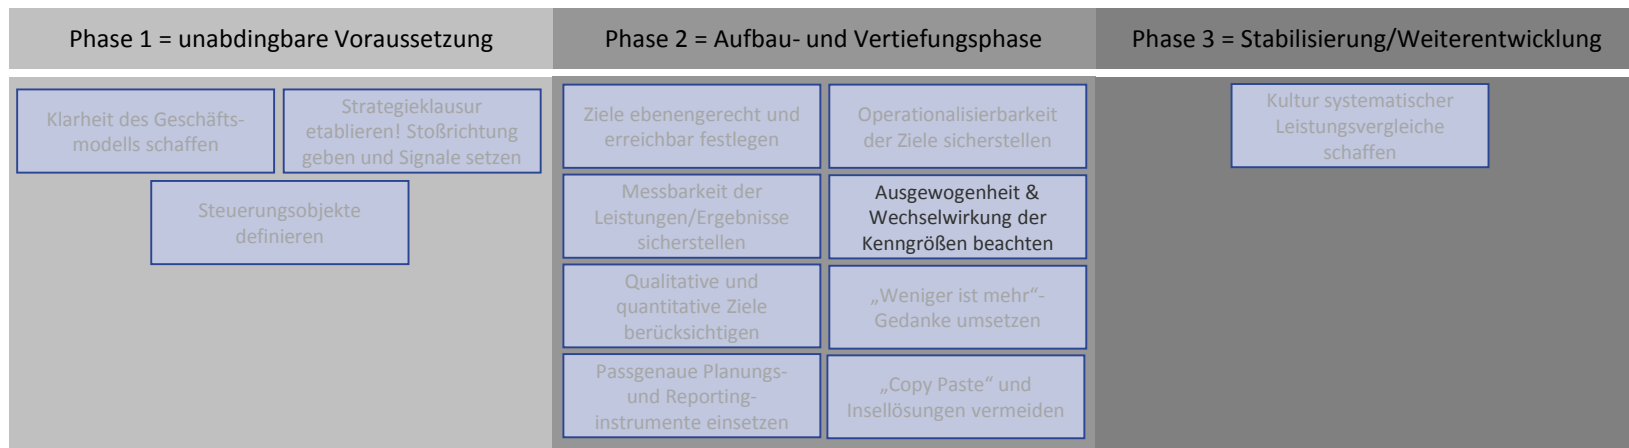 Phase 1 = unabdingbare Voraussetzung
Phase 2 = Aufbau- und Vertiefungsphase
Phase 3 = Stabilisierung/Weiterentwicklung
Klarheit des Geschäfts-
modells schaffen
Strategieklausur
etablieren! Stoßrichtung
geben und Signale setzen
Steuerungsobjekte
definieren
Ziele ebenengerecht und
erreichbar festlegen
Operationalisierbarkeit
der Ziele sicherstellen
Messbarkeit der
Leistungen/Ergebnisse
sicherstellen
Ausgewogenheit &
Wechselwirkung der
Kenngrößen beachten
Qualitative und
quantitative Ziele
berücksichtigen
„Weniger ist mehr“-
Gedanke umsetzen
Passgenaue Planungs-
und Reporting-
instrumente einsetzen
„Copy Paste“ und
Insellösungen vermeiden
Kultur systematischer
Leistungsvergleiche
schaffen